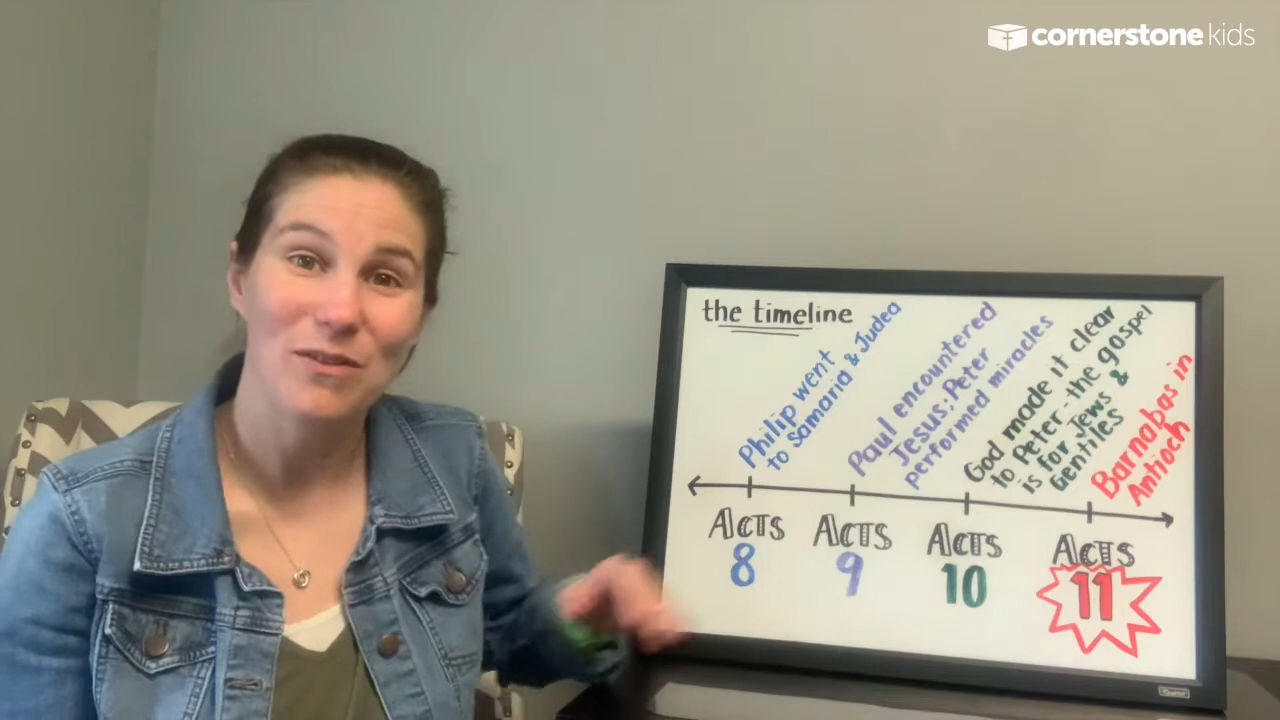 cornerstone kids
the timeline
Philip went
to Samaria & Judea
Paul encountered
Jesus; Peter
performed miracles
God made it clear
to Peter-the gospel
is for Jews &
Gentiles
Barnabas in
Antioch
Acts
8
Acts
9
Acts
10
Acts
11